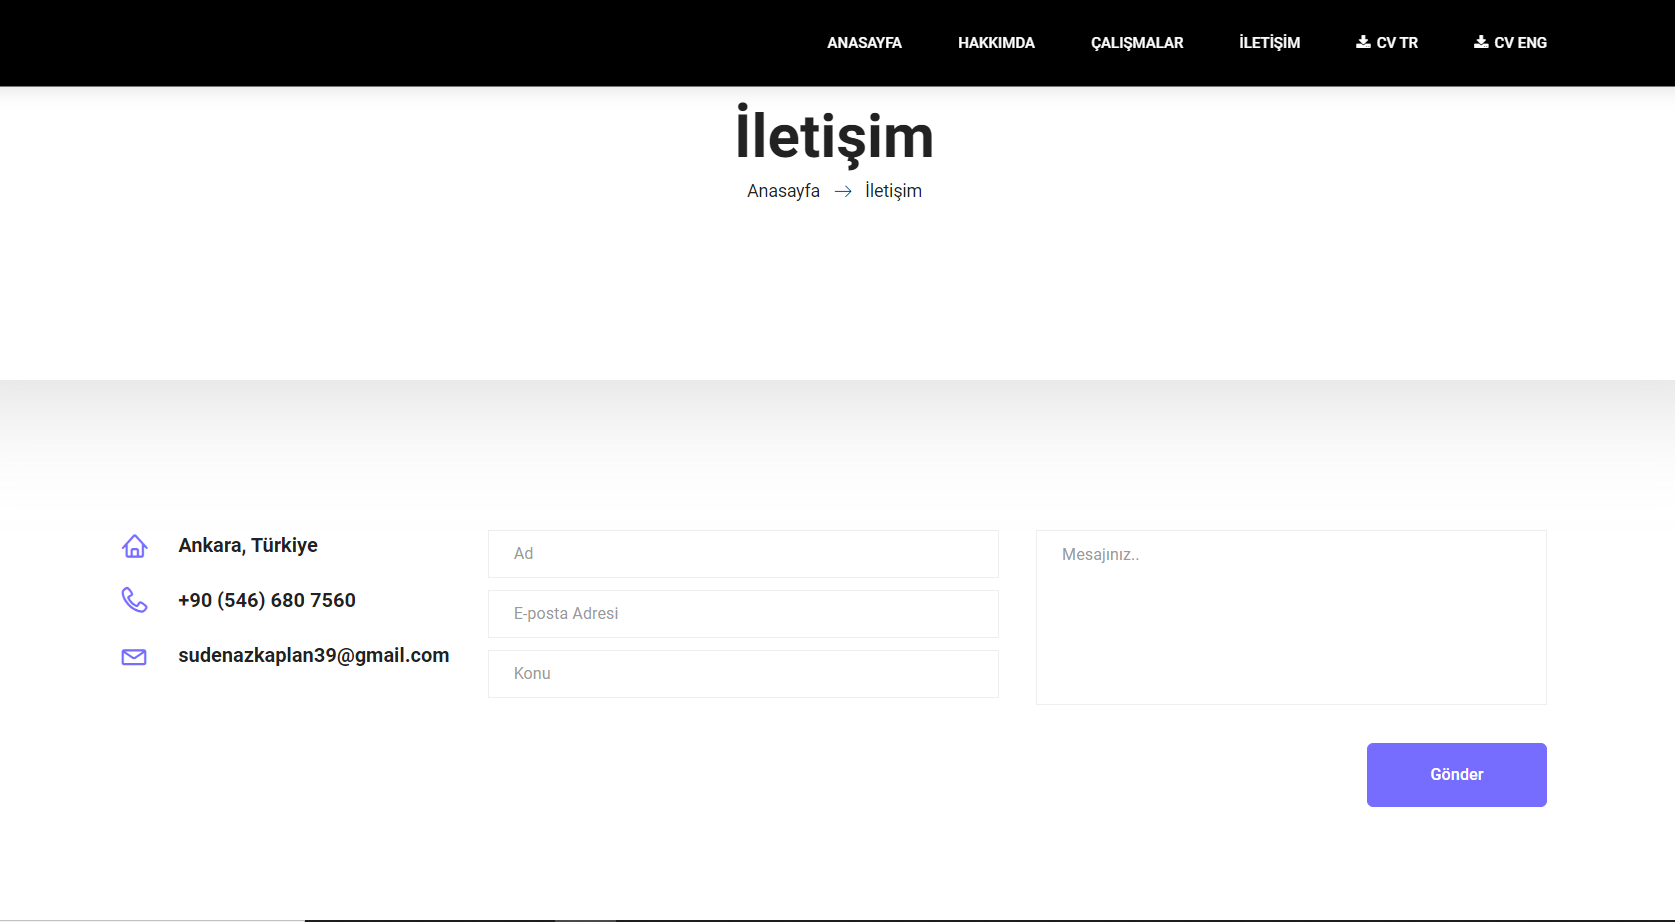 ANASAYFA HAKKIMDA ÇALIŞMALAR İLETİŞİM CV TR CV ENG
İletişim
Anasayfa → İletişim
Ankara, Türkiye
+90 (546) 680 7560
sudenazkaplan39@gmail.com
Ad
E-posta Adresi
Konu
Mesajınız..
Gönder